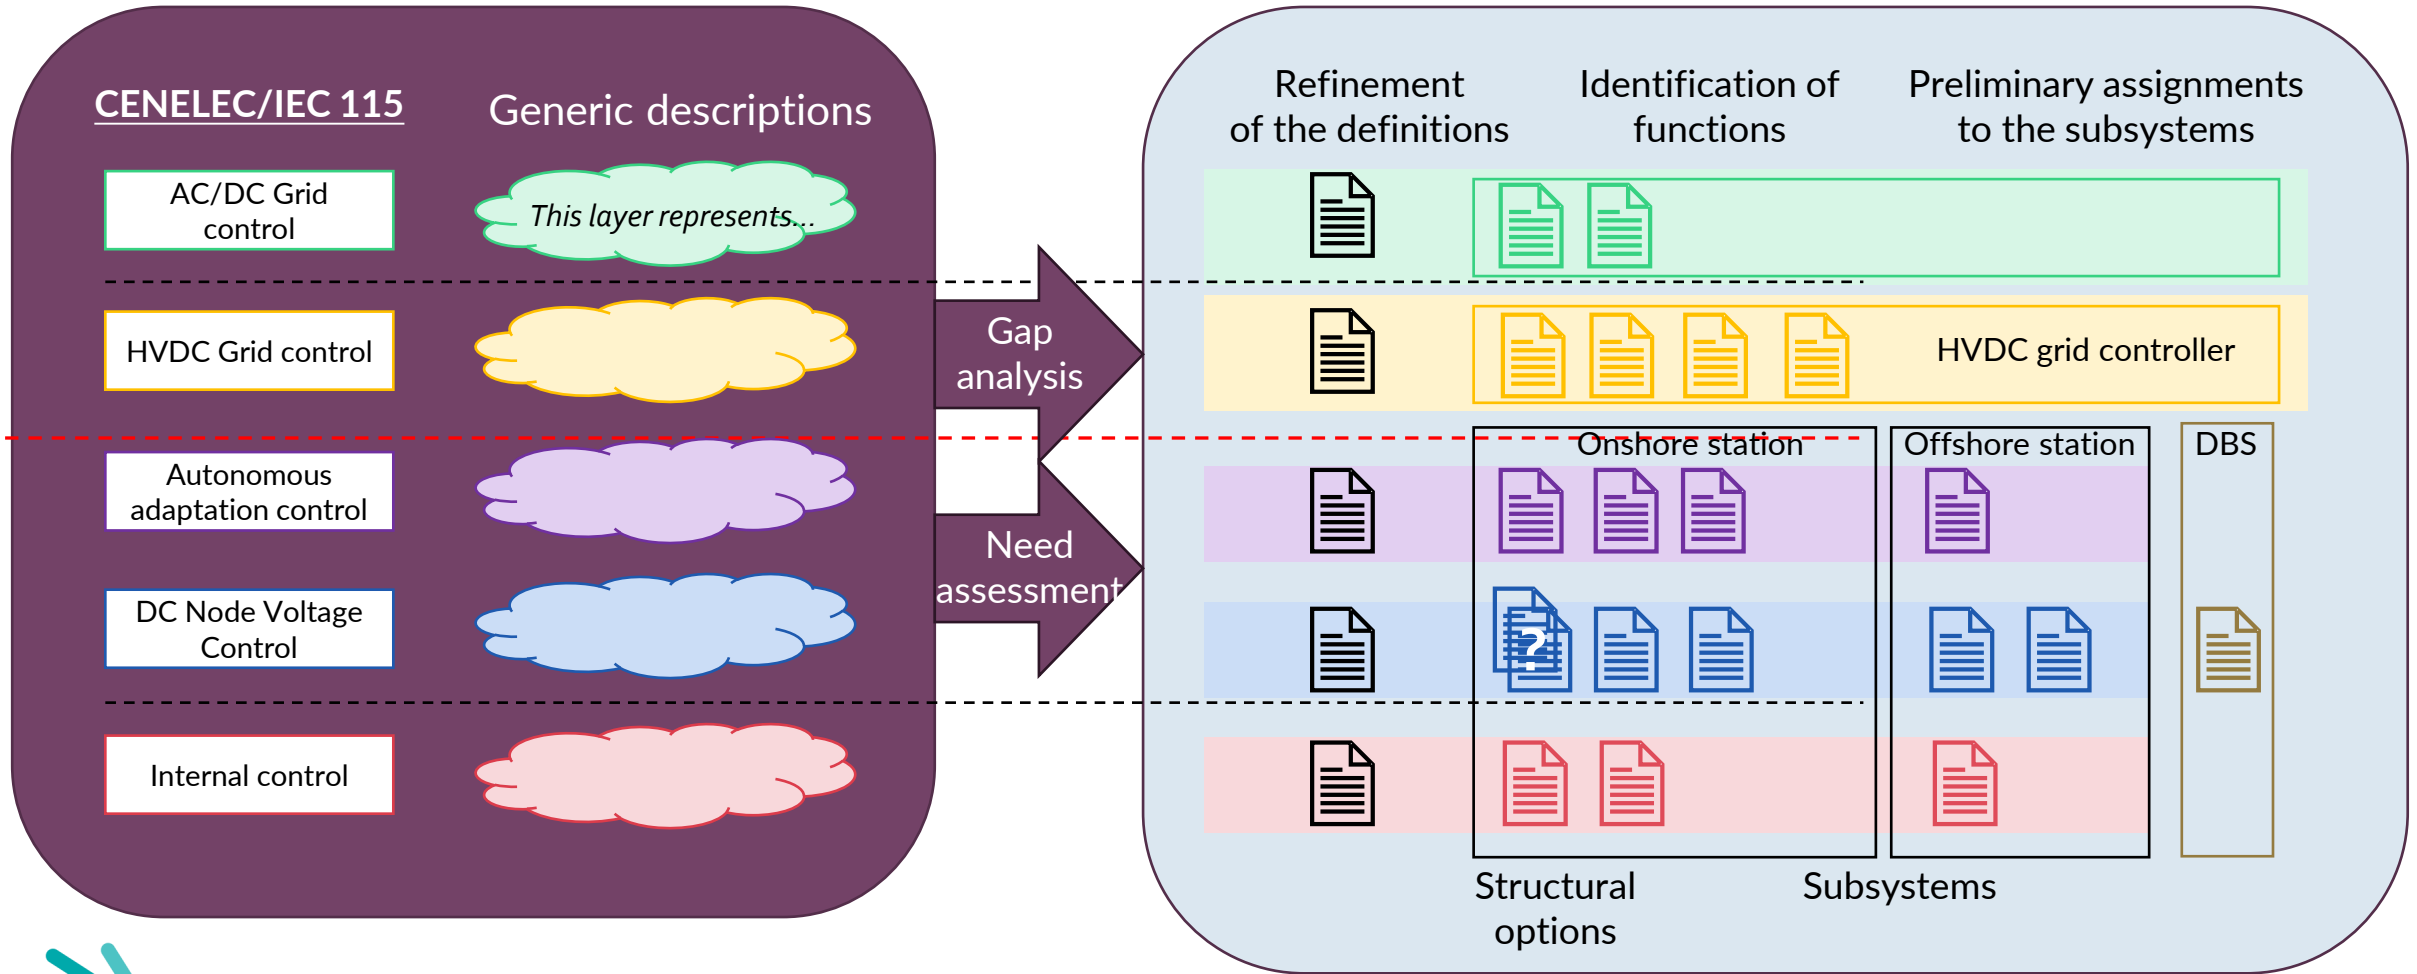 CENELEC/IEC 115
Generic descriptions
AC/DC Grid
control
This layer represents...
HVDC Grid control
Autonomous
adaptation control
DC Node Voltage
Control
Internal control
Gap
analysis
Need
assessment
Refinement
of the definitions
Identification of
functions
Preliminary assignments
to the subsystems
HVDC grid controller
Onshore station
Offshore station
DBS
?
Structural
options
Subsystems